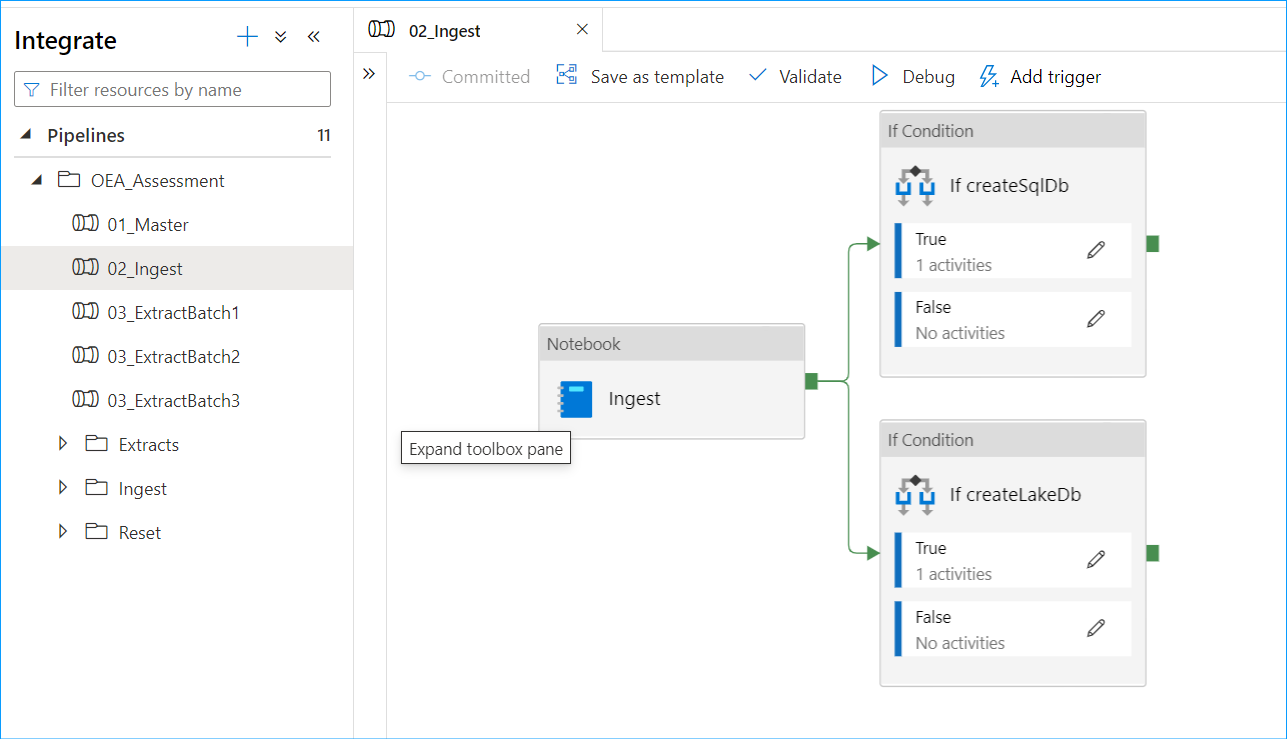 Integrate
Filter resources by name
Pipelines 11
OEA_Assessment
01_Master
02_Ingest
03_ExtractBatch1
03_ExtractBatch2
03_ExtractBatch3
Extracts
Ingest
Reset
02_Ingest
Committed Save as template Validate Debug Add trigger
Notebook
Ingest
Expand toolbox pane
If Condition
If createSqlDb
True
1 activities
False
No activities
If Condition
If createLakeDb
True
1 activities
False
No activities